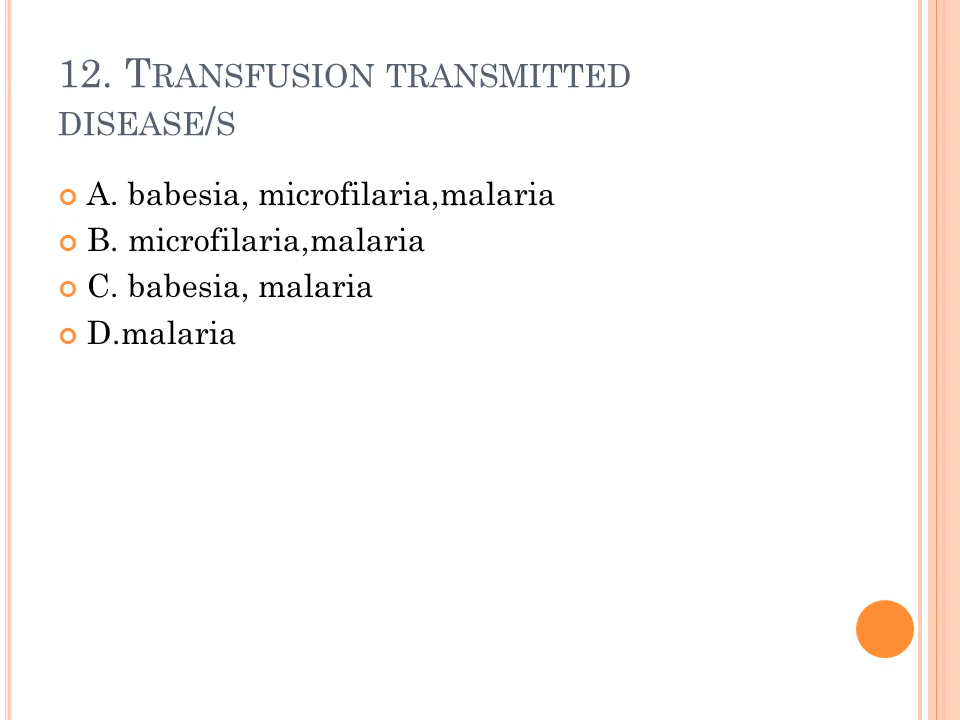 12. Transfusion transmitted
disease/s
A. babesia, microfilaria,malaria
B. microfilaria,malaria
C. babesia, malaria
D.malaria